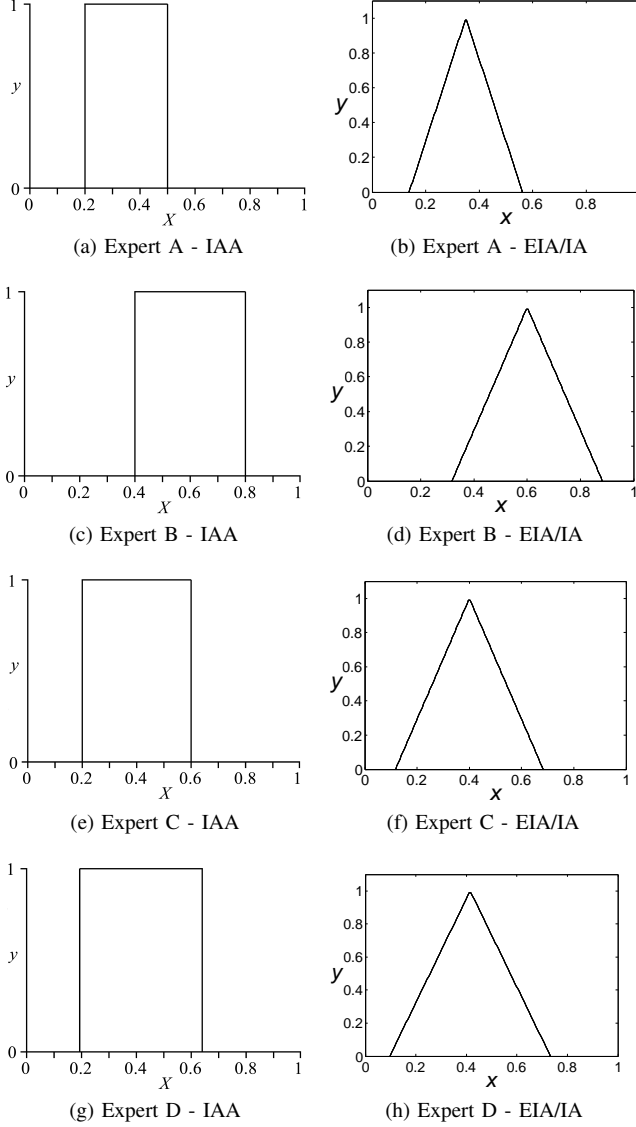 1
y
0
0 0.2 0.4 0.6 0.8 1
X
(a) Expert A - IAA
1
0.8
y
0.6
0.4
0.2
0
0 0.2 0.4 0.6 0.8
x
(b) Expert A - EIA/IA
1
y
0
0 0.2 0.4 0.6 0.8 1
X
(c) Expert B - IAA
1
0.8
y
0.6
0.4
0.2
0
0 0.2 0.4 0.6 0.8 1
x
(d) Expert B - EIA/IA
1
y
0
0 0.2 0.4 0.6 0.8 1
X
(e) Expert C - IAA
1
0.8
0.6
y
0.4
0.2
0
0 0.2 0.4 0.6 0.8 1
x
(f) Expert C - EIA/IA
1
y
0
0 0.2 0.4 0.6 0.8 1
X
(g) Expert D - IAA
1
0.8
0.6
y
0.4
0.2
0
0 0.2 0.4 0.6 0.8 1
x
(h) Expert D - EIA/IA